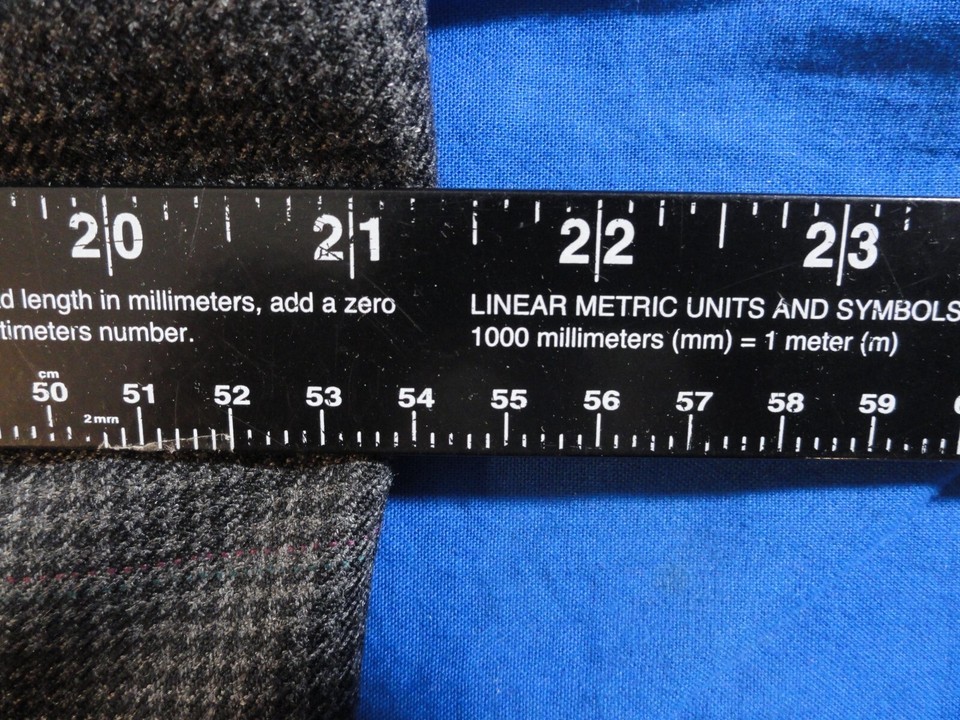 20 21 22 23
d length in millimeters, add a zero
timeters number.
LINEAR METRIC UNITS AND SYMBOLS
1000 millimeters (mm) = 1 meter (m)
cm
50 51 52 53 54 55 56 57 58 59
2mm